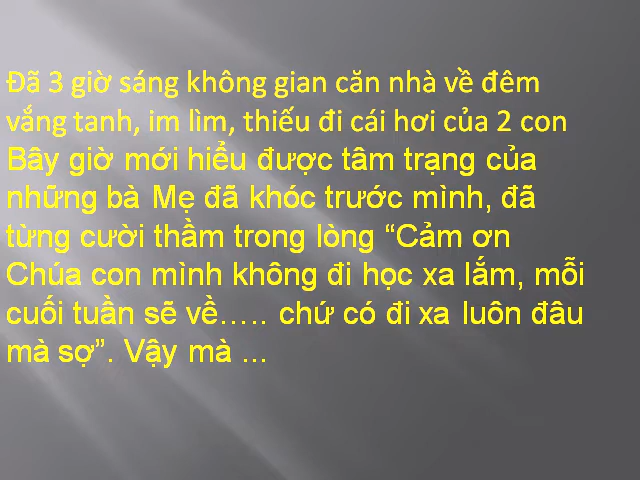 Đã 3 giờ sáng không gian căn nhà về đêm
vắng tanh, im lìm, thiếu đi cái hơi của 2 con
Bây giờ mới hiểu được tâm trạng của
những bà Mẹ đã khóc trước mình, đã
từng cười thầm trong lòng “Cảm ơn
Chúa con mình không đi học xa lắm, mỗi
cuối tuần sẽ về….. chứ có đi xa luôn đâu
mà sợ”. Vậy mà ...